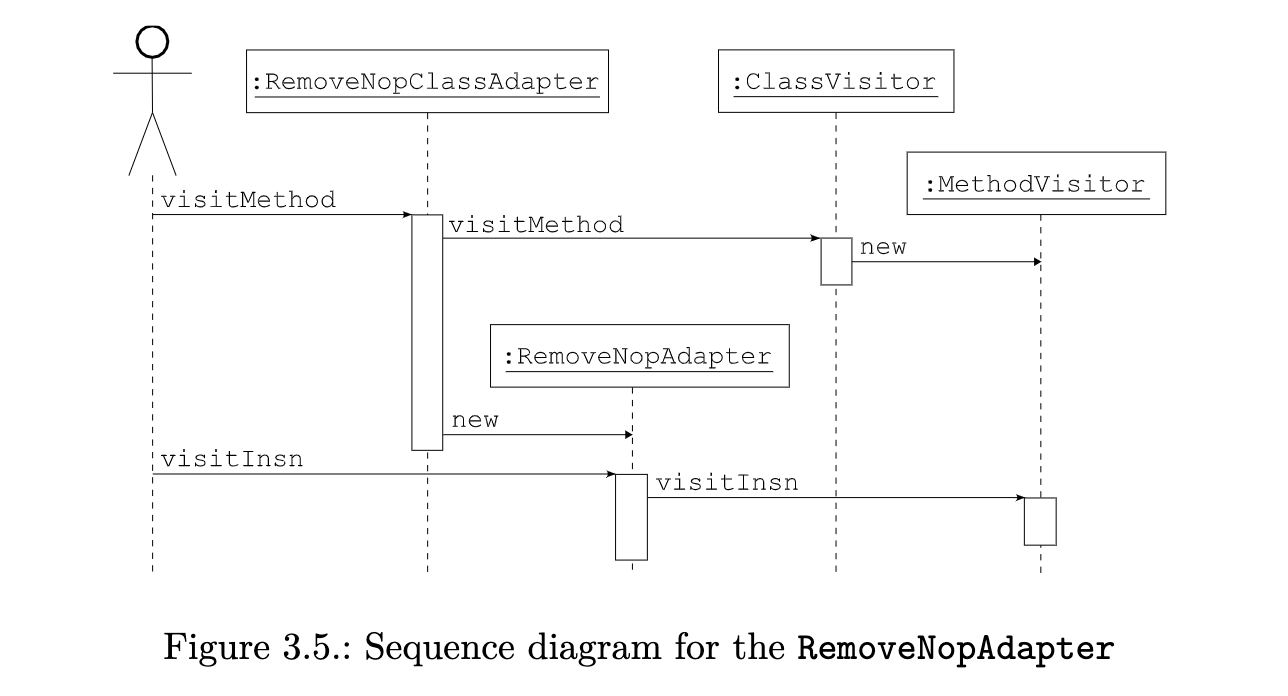 :RemoveNopClassAdapter
:ClassVisitor
:MethodVisitor
visitMethod
visitMethod
new
:RemoveNopAdapter
new
visitInsn
visitInsn
Figure 3.5.: Sequence diagram for the RemoveNopAdapter